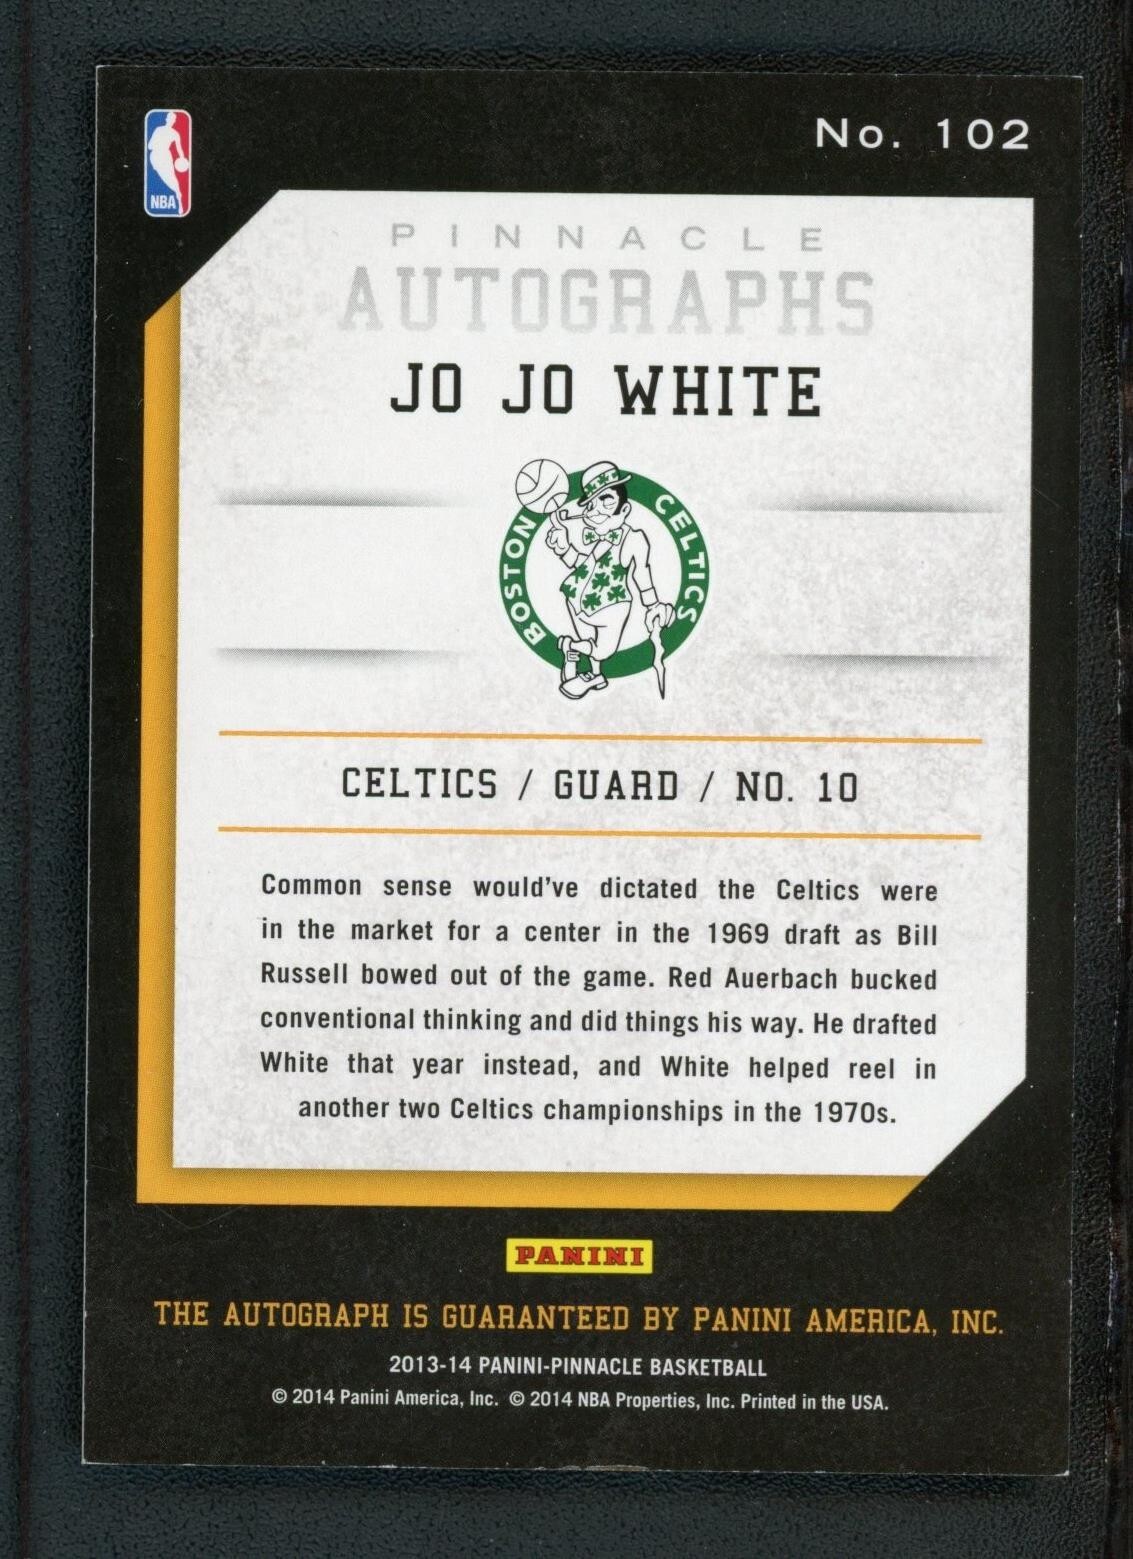 No. 102
NBA
PINNACLE
AUTOGRAPHS
JO JO WHITE
BOSTON CELTICS
CELTICS / GUARD / NO. 10
Common sense would've dictated the Celtics were
in the market for a center in the 1969 draft as Bill
Russell bowed out of the game. Red Auerbach bucked
conventional thinking and did things his way. He drafted
White that year instead, and White helped reel in
another two Celtics championships in the 1970s.
PANINI
THE AUTOGRAPH IS GUARANTEED BY PANINI AMERICA, INC.
2013-14 PANINI-PINNACLE BASKETBALL
© 2014 Panini America, Inc. © 2014 NBA Properties, Inc. Printed in the USA.